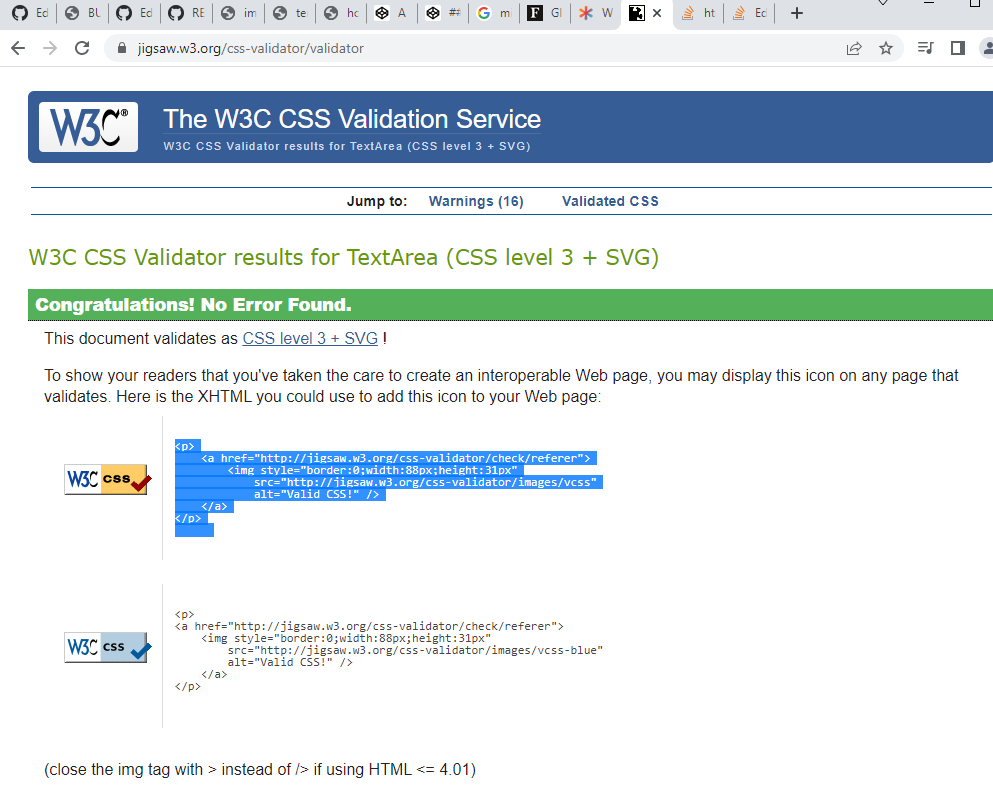 Ed
BU
Ed
RE
im
te
hc
A
##
m
Gl
W
ht
Ed
jigsaw.w3.org/css-validator/validator
W3C®
The W3C CSS Validation Service
W3C CSS Validator results for TextArea (CSS level 3 + SVG)
Jump to: Warnings (16) Validated CSS
W3C CSS Validator results for TextArea (CSS level 3 + SVG)
Congratulations! No Error Found.
This document validates as CSS level 3 + SVG !
To show your readers that you've taken the care to create an interoperable Web page, you may display this icon on any page that
validates. Here is the XHTML you could use to add this icon to your Web page:
W3C css
<p>
<a href="http://jigsaw.w3.org/css-validator/check/referer">
<img style="border:0;width:88px;height:31px"
src="http://jigsaw.w3.org/css-validator/images/vcss"
alt="Valid CSS!" />
</a>
</p>
W3C css
<p>
<a href="http://jigsaw.w3.org/css-validator/check/referer">
<img style="border:0;width:88px;height:31px"
src="http://jigsaw.w3.org/css-validator/images/vcss-blue"
alt="Valid CSS!" />
</a>
</p>
(close the img tag with > instead of /> if using HTML <= 4.01)